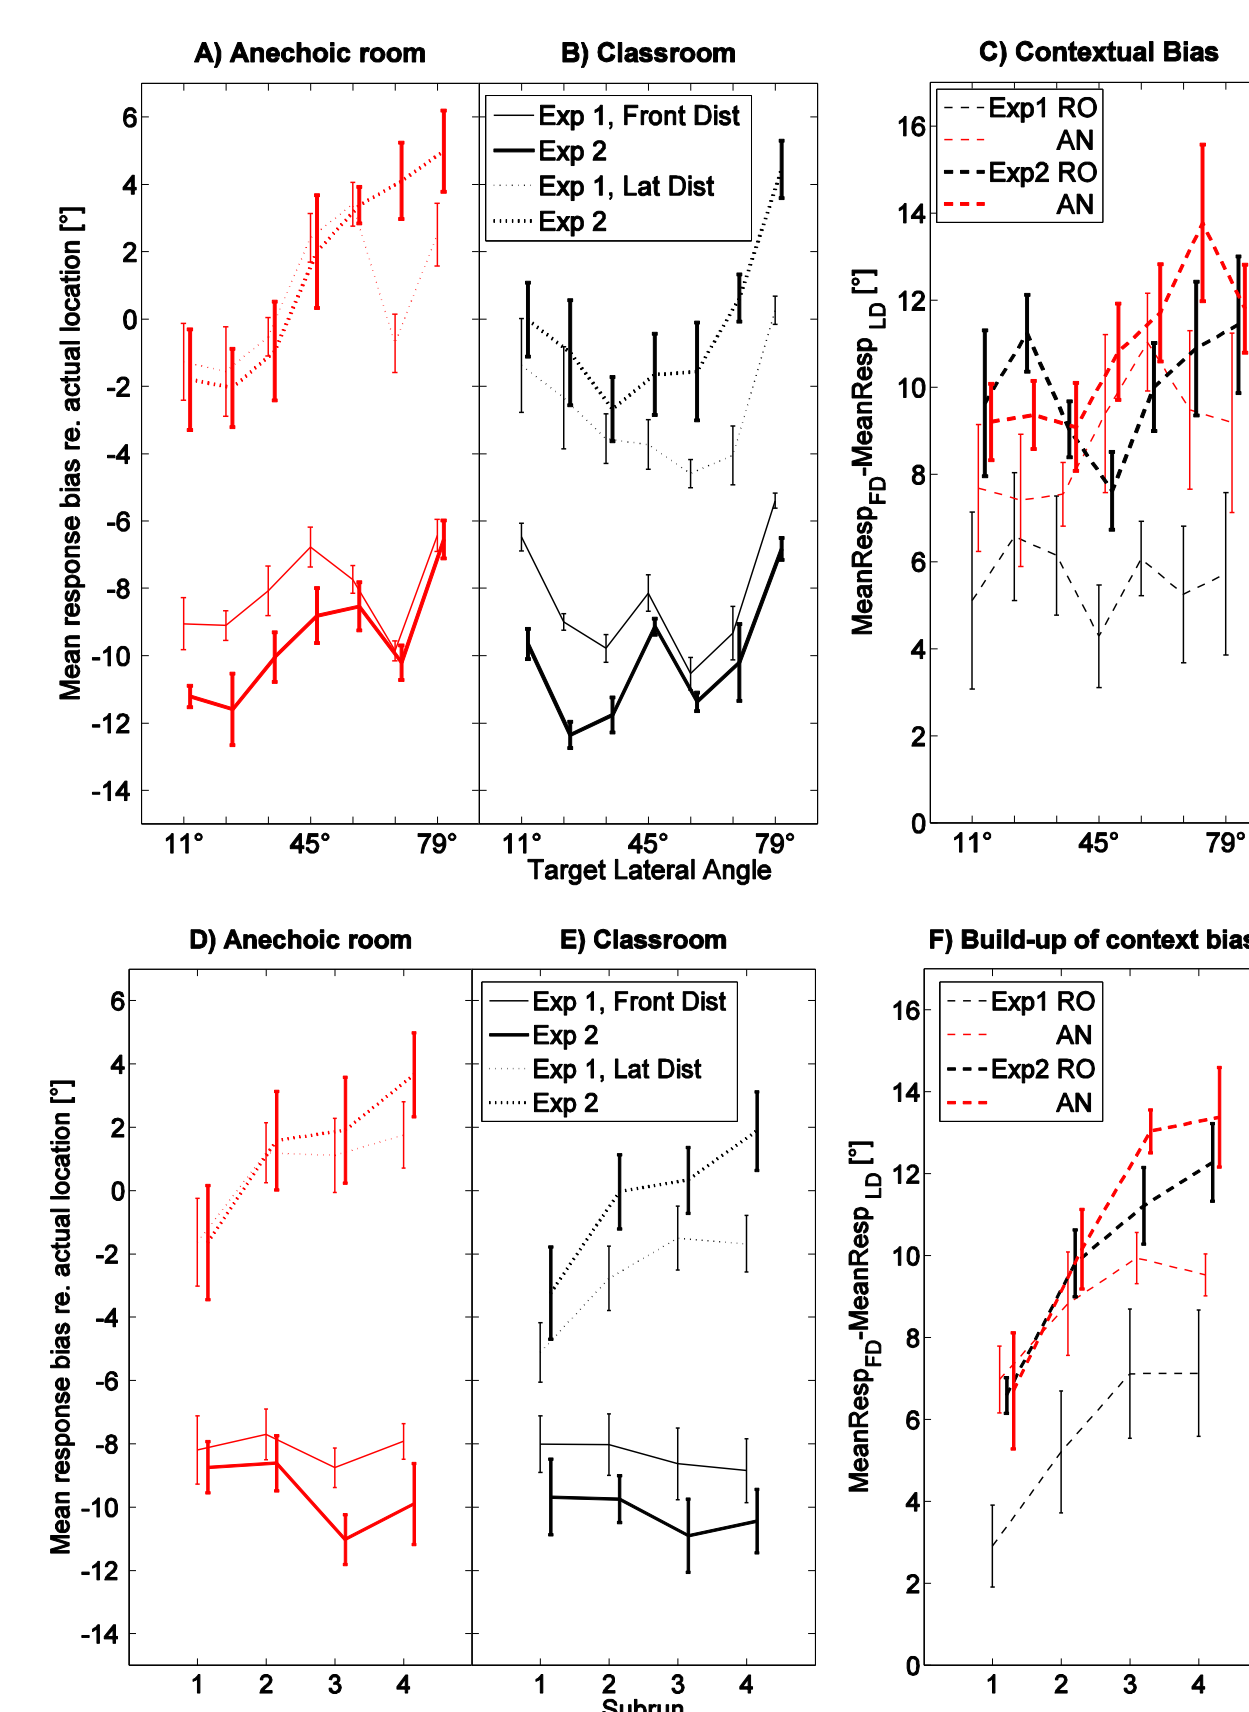 A) Anechoic room
B) Classroom
C) Contextual Bias
Mean response bias re. actual location [°]
6
4
2
0
-2
-4
-6
-8
-10
-12
-14
11°
45°
79°
Exp 1, Front Dist
Exp 2
Exp 1, Lat Dist
Exp 2
11°
45°
79°
Target Lateral Angle
MeanRespFD-MeanResp LD [°]
16
14
12
10
8
6
4
2
0
Exp1 RO
AN
Exp2 RO
AN
11°
45°
79°
D) Anechoic room
E) Classroom
F) Build-up of context bias
Mean response bias re. actual location [°]
6
4
2
0
-2
-4
-6
-8
-10
-12
-14
1
2
3
4
Exp 1, Front Dist
Exp 2
Exp 1, Lat Dist
Exp 2
1
2
3
4
Subrun
MeanRespFD-MeanResp LD [°]
16
14
12
10
8
6
4
2
0
Exp1 RO
AN
Exp2 RO
AN
1
2
3
4